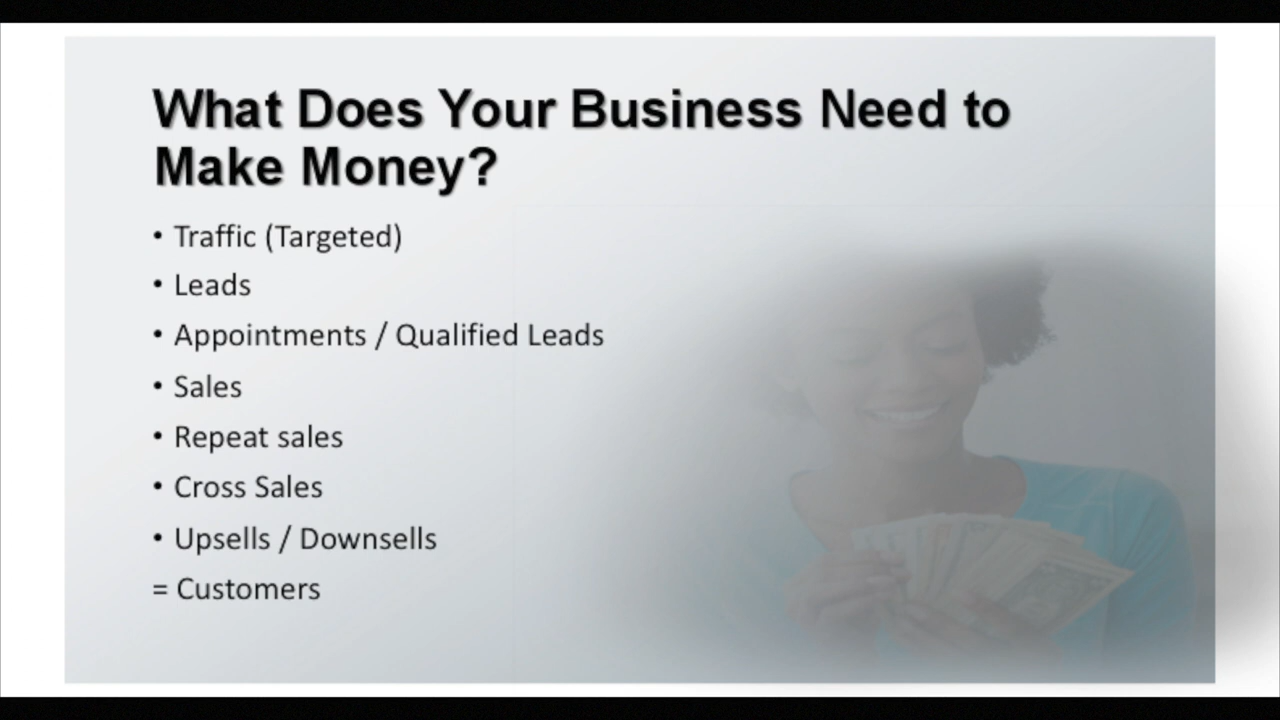 What Does Your Business Need to
Make Money?
• Traffic (Targeted)
• Leads
• Appointments / Qualified Leads
• Sales
• Repeat sales
• Cross Sales
• Upsells / Downsells
= Customers